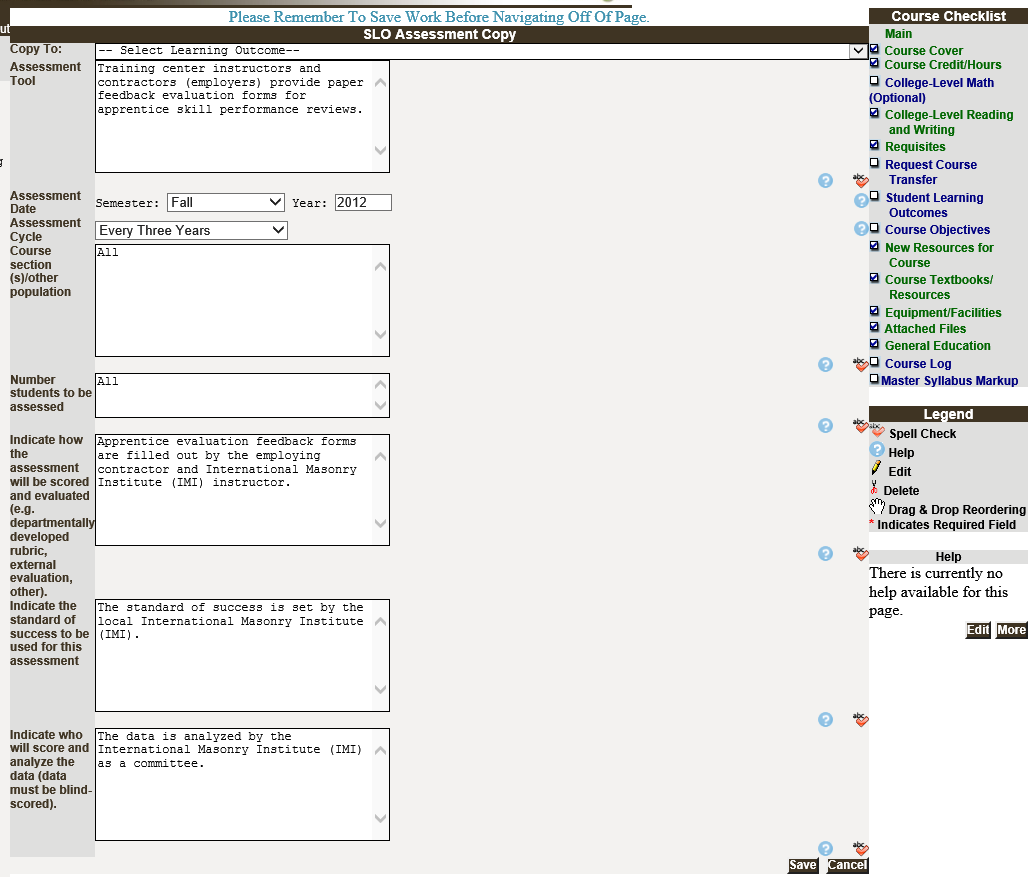 Please Remember To Save Work Before Navigating Off Of Page.
SLO Assessment Copy
Copy To:
-- Select Learning Outcome--
Assessment
Tool
Training center instructors and
contractors (employers) provide paper
feedback evaluation forms for
apprentice skill performance reviews.
Assessment
Date
Semester: Fall Year: 2012
Assessment
Cycle
Every Three Years
Course
section
(s)/other
population
All
Number
students to be
assessed
All
Indicate how
the
assessment
will be scored
and evaluated
(e.g.
departmentally
developed
rubric,
external
evaluation,
other).
Apprentice evaluation feedback forms
are filled out by the employing
contractor and International Masonry
Institute (IMI) instructor.
Indicate the
standard of
success to be
used for this
assessment
The standard of success is set by the
local International Masonry Institute
(IMI).
Indicate who
will score and
analyze the
data (data
must be blind-
scored).
The data is analyzed by the
International Masonry Institute (IMI)
as a committee.
Save Cancel
Course Checklist
Main
Course Cover
Course Credit/Hours
College-Level Math
(Optional)
College-Level Reading
and Writing
Requisites
Request Course
Transfer
Student Learning
Outcomes
Course Objectives
New Resources for
Course
Course Textbooks/
Resources
Equipment/Facilities
Attached Files
General Education
Course Log
Master Syllabus Markup
Legend
abc Spell Check
? Help
Edit
Delete
Drag & Drop Reordering
* Indicates Required Field
Help
There is currently no
help available for this
page.
Edit More